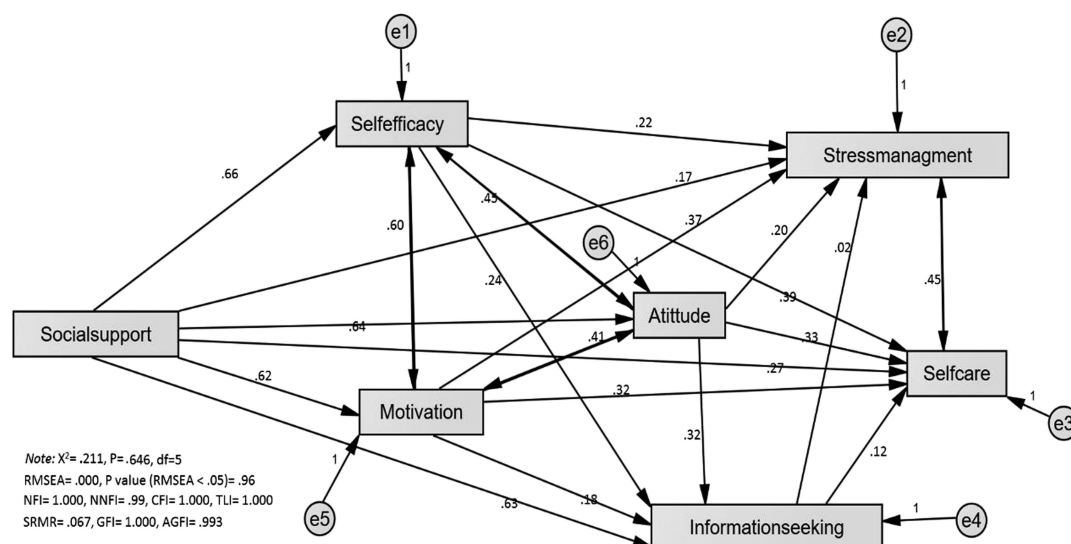 e1
e2
1
1
Selfefficacy
.22
Stressmanagment
.66
.17
.45
.37
.60
e6
.20
.02
1
.24
.39
.45
Atittude
Socialsupport
.64
.41
.33
.27
Selfcare
.62
.32
Motivation
1
e3
.32
.12
Note: X²= .211, P= .646, df=5
1
RMSEA= .000, P value (RMSEA < .05)= .96
NFI= 1.000, NNFI= .99, CFI= 1.000, TLI= 1.000
.63
.18
1
SRMR= .067, GFI= 1.000, AGFI= .993
e5
Informationseeking
e4